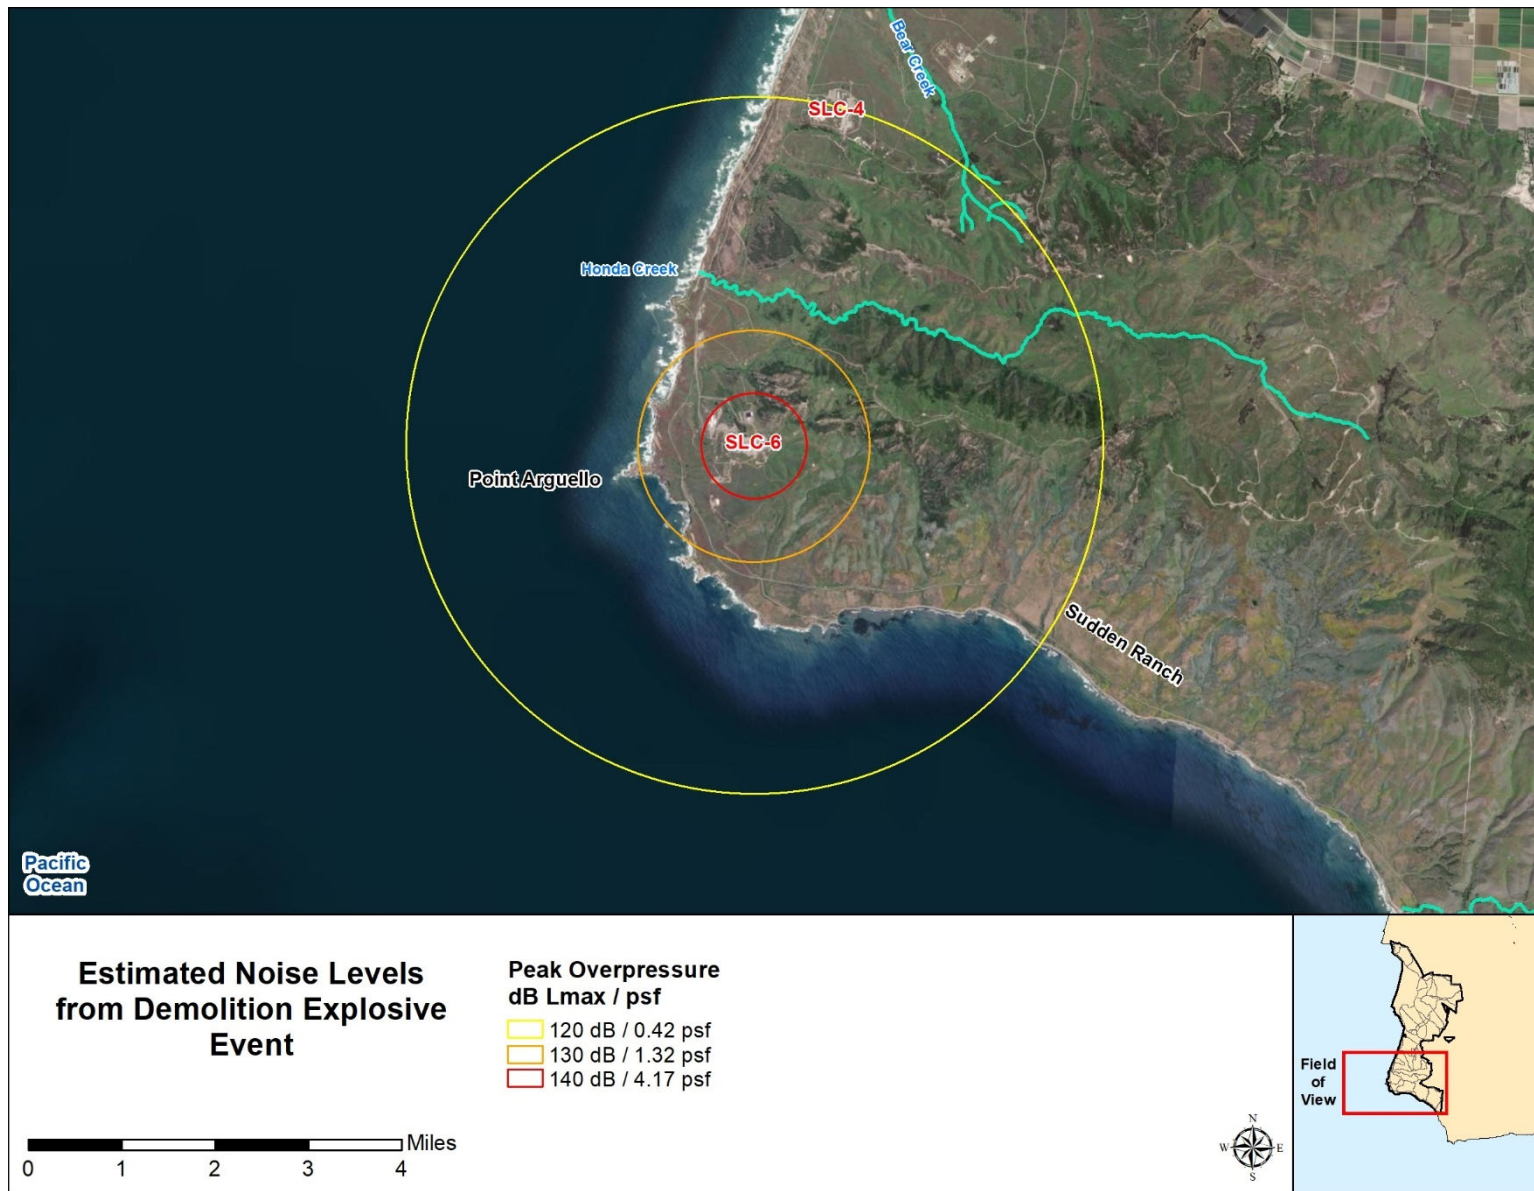 Bear Creek
SLC-4
Honda Creek
SLC-6
Point Arguello
Sudden Ranch
Pacific
Ocean
Estimated Noise Levels
from Demolition Explosive
Event
Peak Overpressure
dB Lmax / psf
120 dB / 0.42 psf
130 dB / 1.32 psf
140 dB / 4.17 psf
Miles
0 1 2 3 4
N
W E
S
Field
of
View